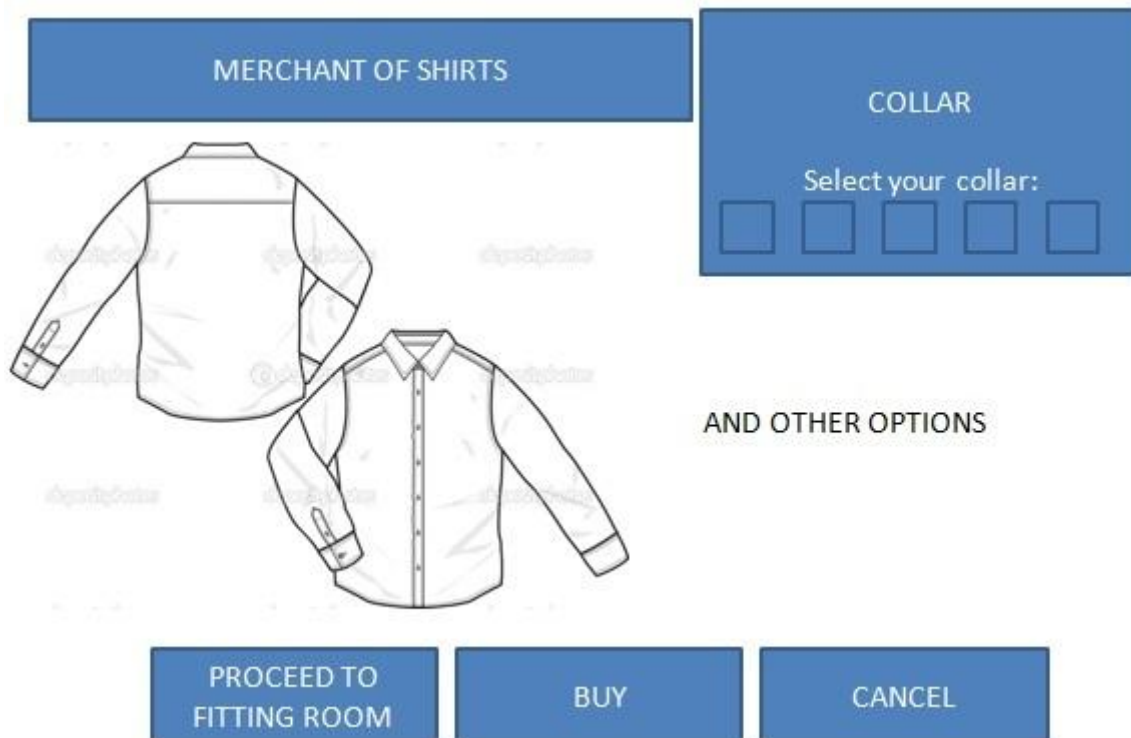 MERCHANT OF SHIRTS
COLLAR
Select your collar:
AND OTHER OPTIONS
PROCEED TO
FITTING ROOM
BUY
CANCEL